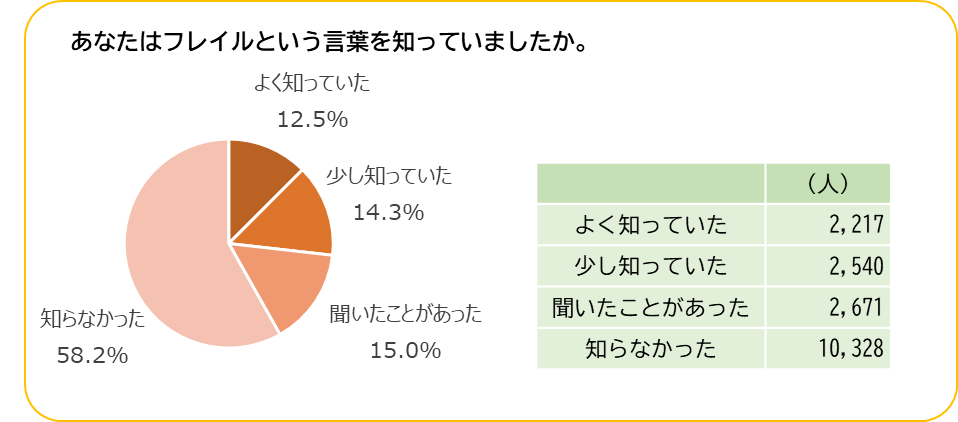 あなたはフレイルという言葉を知っていましたか。
よく知っていた
12.5%
少し知っていた
14.3%
聞いたことがあった
15.0%
知らなかった
58.2%
（人）
よく知っていた 2,217
少し知っていた 2,540
聞いたことがあった 2,671
知らなかった 10,328